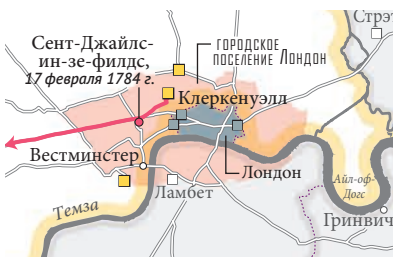 Стрэт
Сент-Джайлс-
ин-зе-филдс,
17 февраля 1784 г.
ГОРОДСКОЕ
ПОСЕЛЕНИЕ ЛОНДОН
Клеркенуэлл
Вестминстер
Лондон
Ламбет
Темза
Айл-оф-
Догс
Гринвич